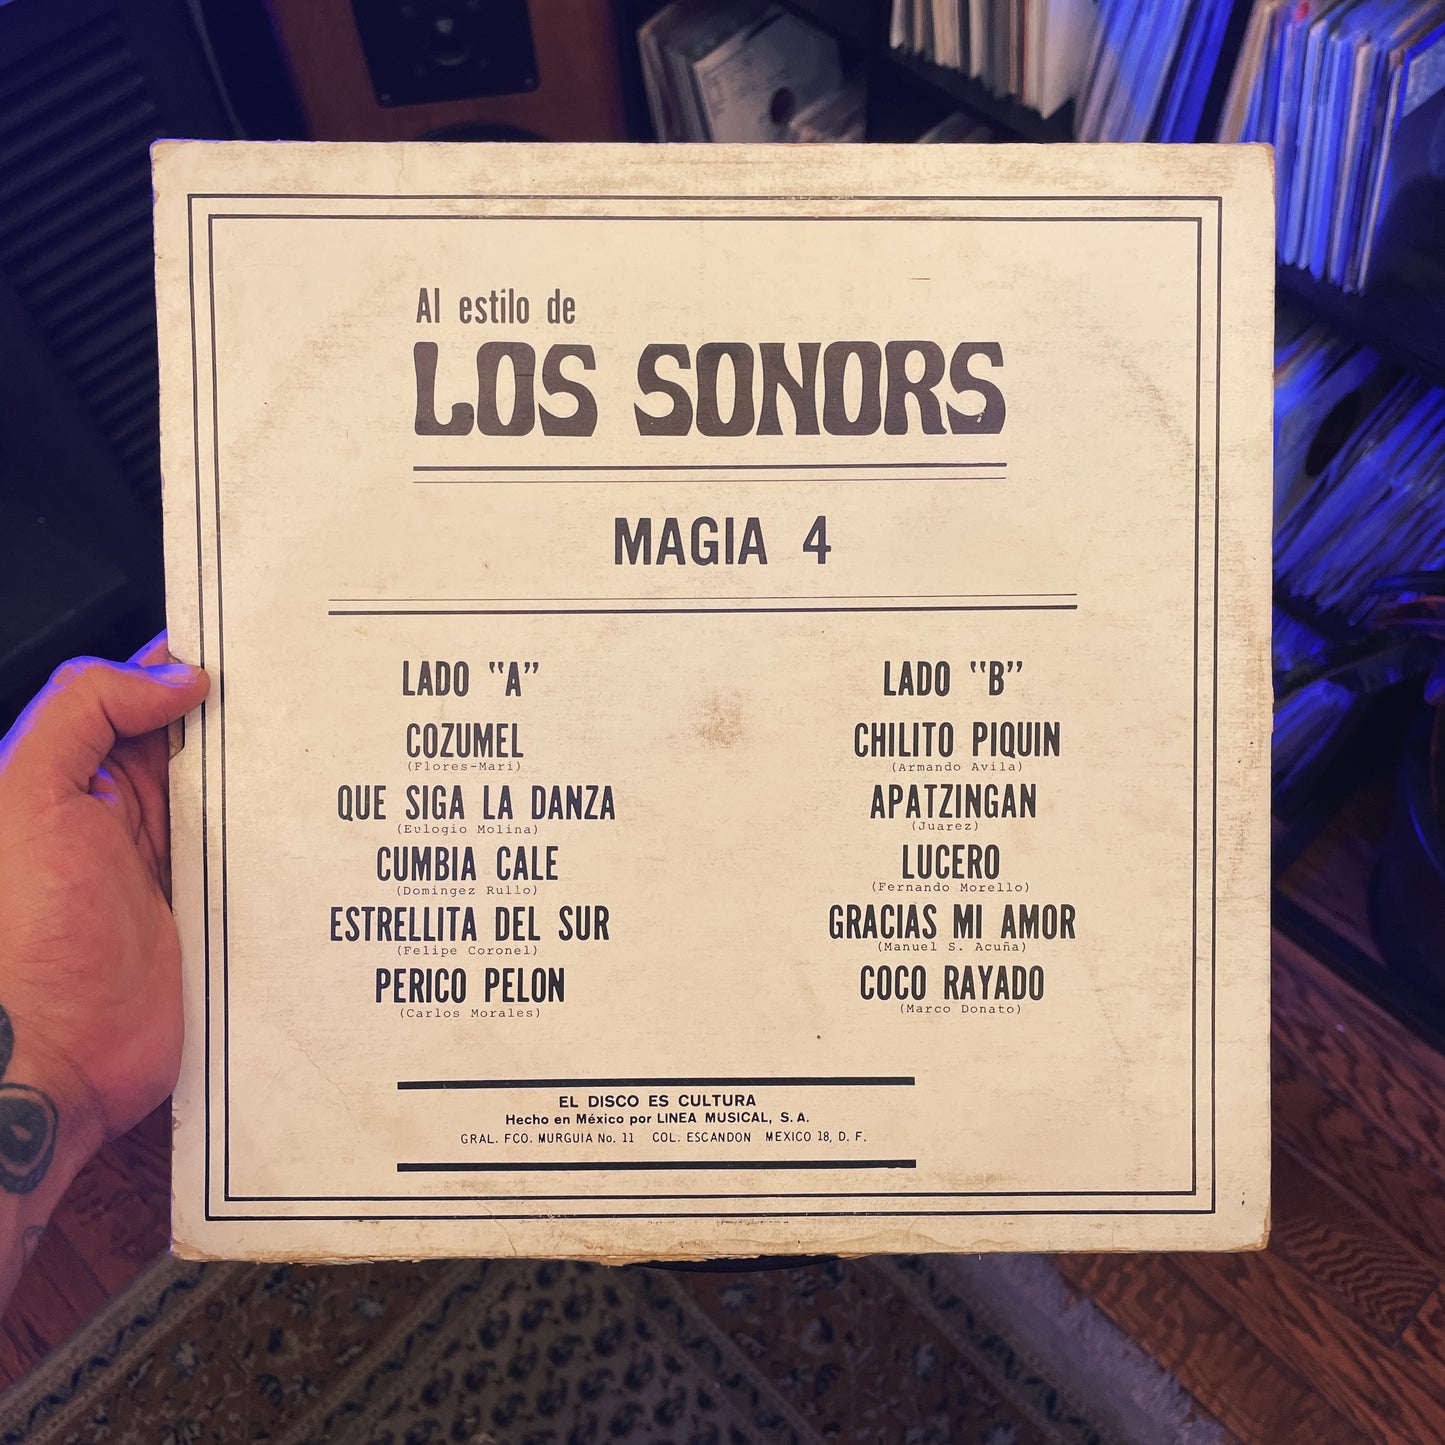 Al estilo de
LOS SONORS
MAGIA 4
LADO "A"
COZUMEL
(Flores-Mari)
QUE SIGA LA DANZA
(Eulogio Molina)
CUMBIA CALE
(Domingez Rullo)
ESTRELLITA DEL SUR
(Felipe Coronel)
PERICO PELON
(Carlos Morales)
LADO "B"
CHILITO PIQUIN
(Armando Avila)
APATZINGAN
(Juarez)
LUCERO
(Fernando Morello)
GRACIAS MI AMOR
(Manuel S. Acuña)
COCO RAYADO
(Marco Donato)
EL DISCO ES CULTURA
Hecho en México por LINEA MUSICAL, S.A.
GRAL. FCO. MURGUIA No. 11 COL. ESCANDON MEXICO 18, D. F.